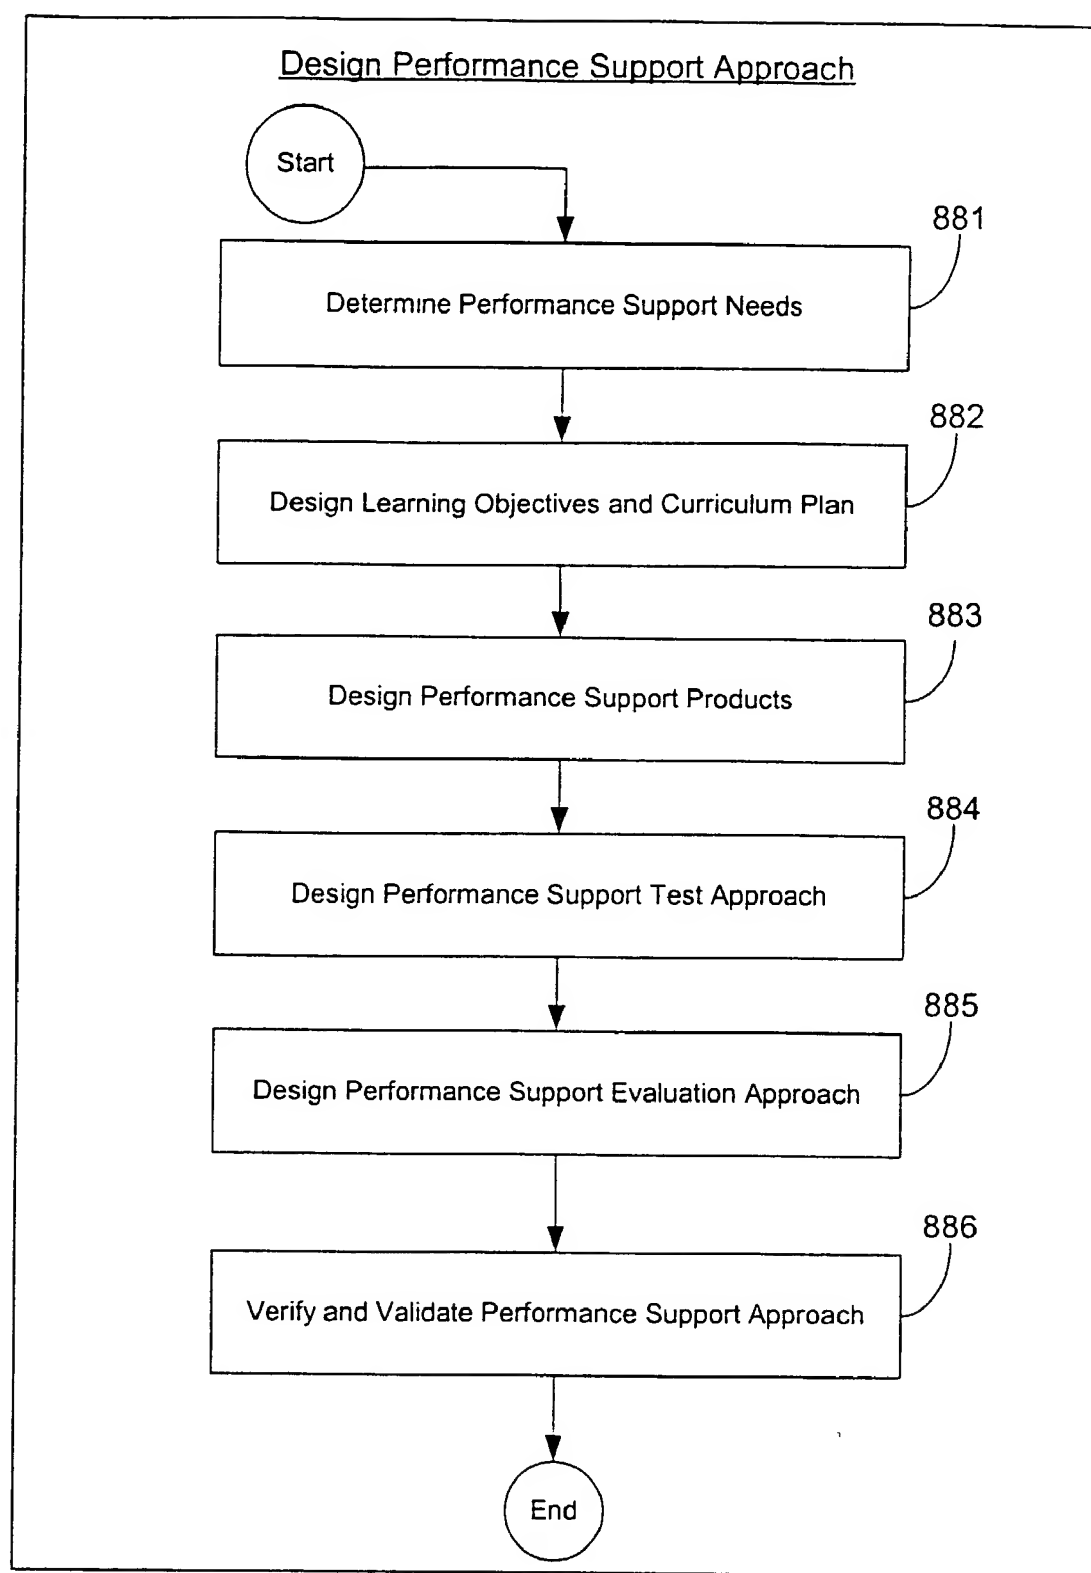 Design Performance Support Approach
Start
881
Determine Performance Support Needs
882
Design Learning Objectives and Curriculum Plan
883
Design Performance Support Products
884
Design Performance Support Test Approach
885
Design Performance Support Evaluation Approach
886
Verify and Validate Performance Support Approach
End